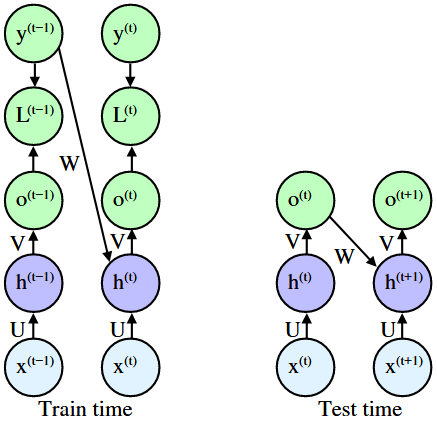 y(t−1) y(t)
L(t−1) L(t)
W
o(t−1) o(t) o(t) o(t+1)
V V V W V
h(t−1) h(t) h(t) h(t+1)
U U U U
x(t−1) x(t) x(t) x(t+1)
Train time Test time